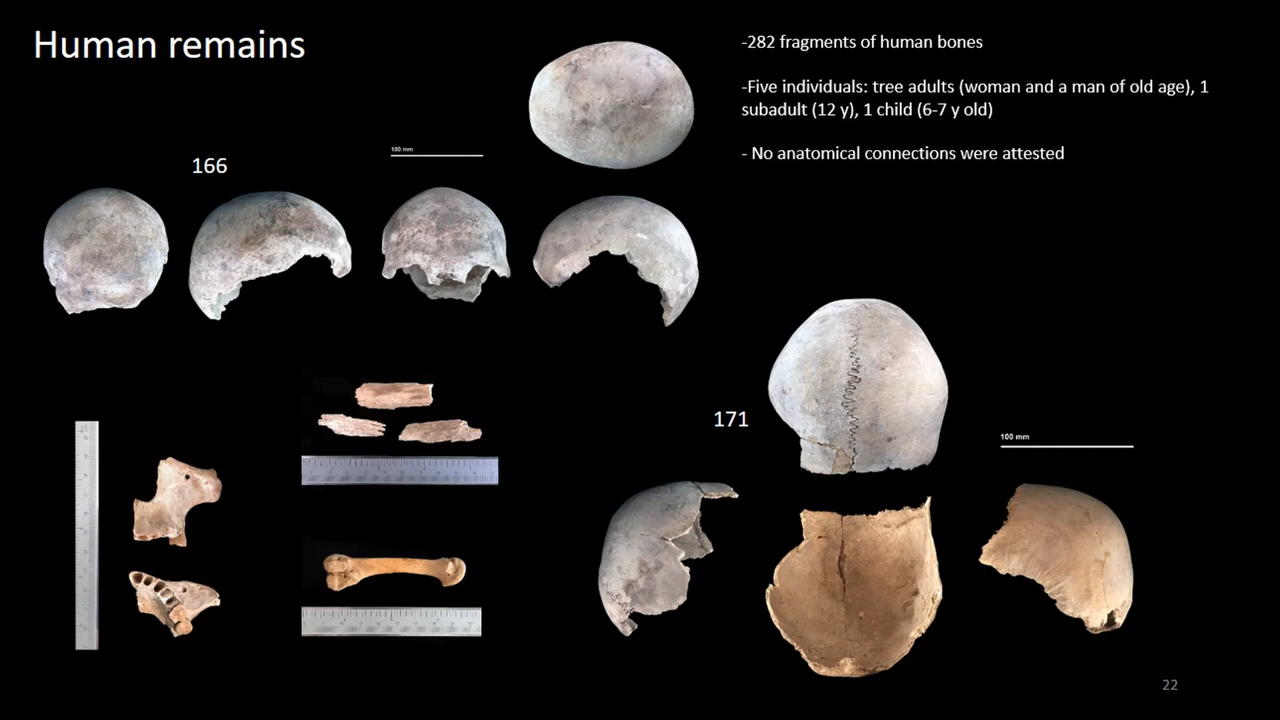 Human remains
-282 fragments of human bones
-Five individuals: tree adults (woman and a man of old age), 1
subadult (12 y), 1 child (6-7 y old)
- No anatomical connections were attested
100 mm
166
171
100 mm
22